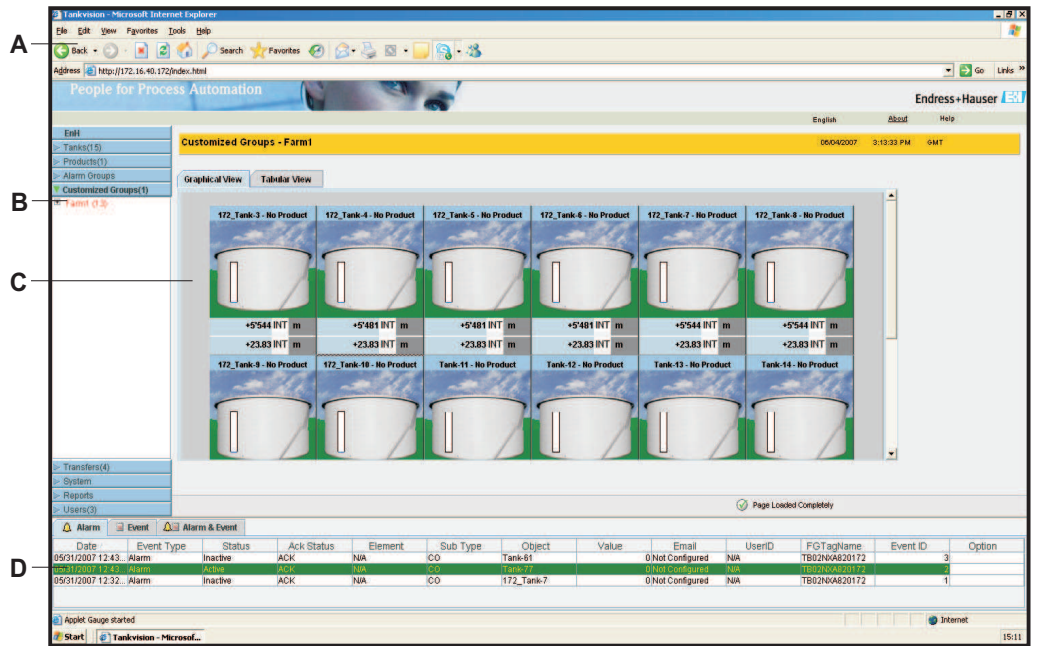 Tankvision - Microsoft Internet Explorer
File Edit View Favorites Tools Help
A
Back Search Favorites
Address http://172.16.40.172/index.html Go Links »
People for Process Automation
Endress+Hauser EH
English About Help
EnH
Tanks(15)
Products(1)
Alarm Groups
Customized Groups(1)
B
Farm1 (13)
Customized Groups - Farm1 06/04/2007 3:13:33 PM GMT
Graphical View Tabular View
C
172_Tank-3 - No Product 172_Tank-4 - No Product 172_Tank-5 - No Product 172_Tank-6 - No Product 172_Tank-7 - No Product 172_Tank-8 - No Product
+5'544 INT m +5'481 INT m +5'481 INT m +5'481 INT m +5'544 INT m +5'544 INT m
+23.83 INT m +23.83 INT m +23.83 INT m +23.83 INT m +23.83 INT m +23.83 INT m
172_Tank-9 - No Product 172_Tank-10 - No Product Tank-11 - No Product Tank-12 - No Product Tank-13 - No Product Tank-14 - No Product
Transfers(4)
System
Reports
Users(3)
Page Loaded Completely
Alarm Event Alarm & Event
Date Event Type Status Ack Status Element Sub Type Object Value Email UserID FGTagName Event ID Option
05/31/2007 12:43... Alarm Inactive ACK N/A CO Tank-61 0 Not Configured N/A TB02NXA820172 3
D
05/31/2007 12:43... Alarm Active ACK N/A CO Tank-77 0 Not Configured N/A TB02NXA820172 2
05/31/2007 12:32... Alarm Inactive ACK N/A CO 172_Tank-7 0 Not Configured N/A TB02NXA820172 1
Applet Gauge started Internet
Start Tankvision - Microsof... 15:11